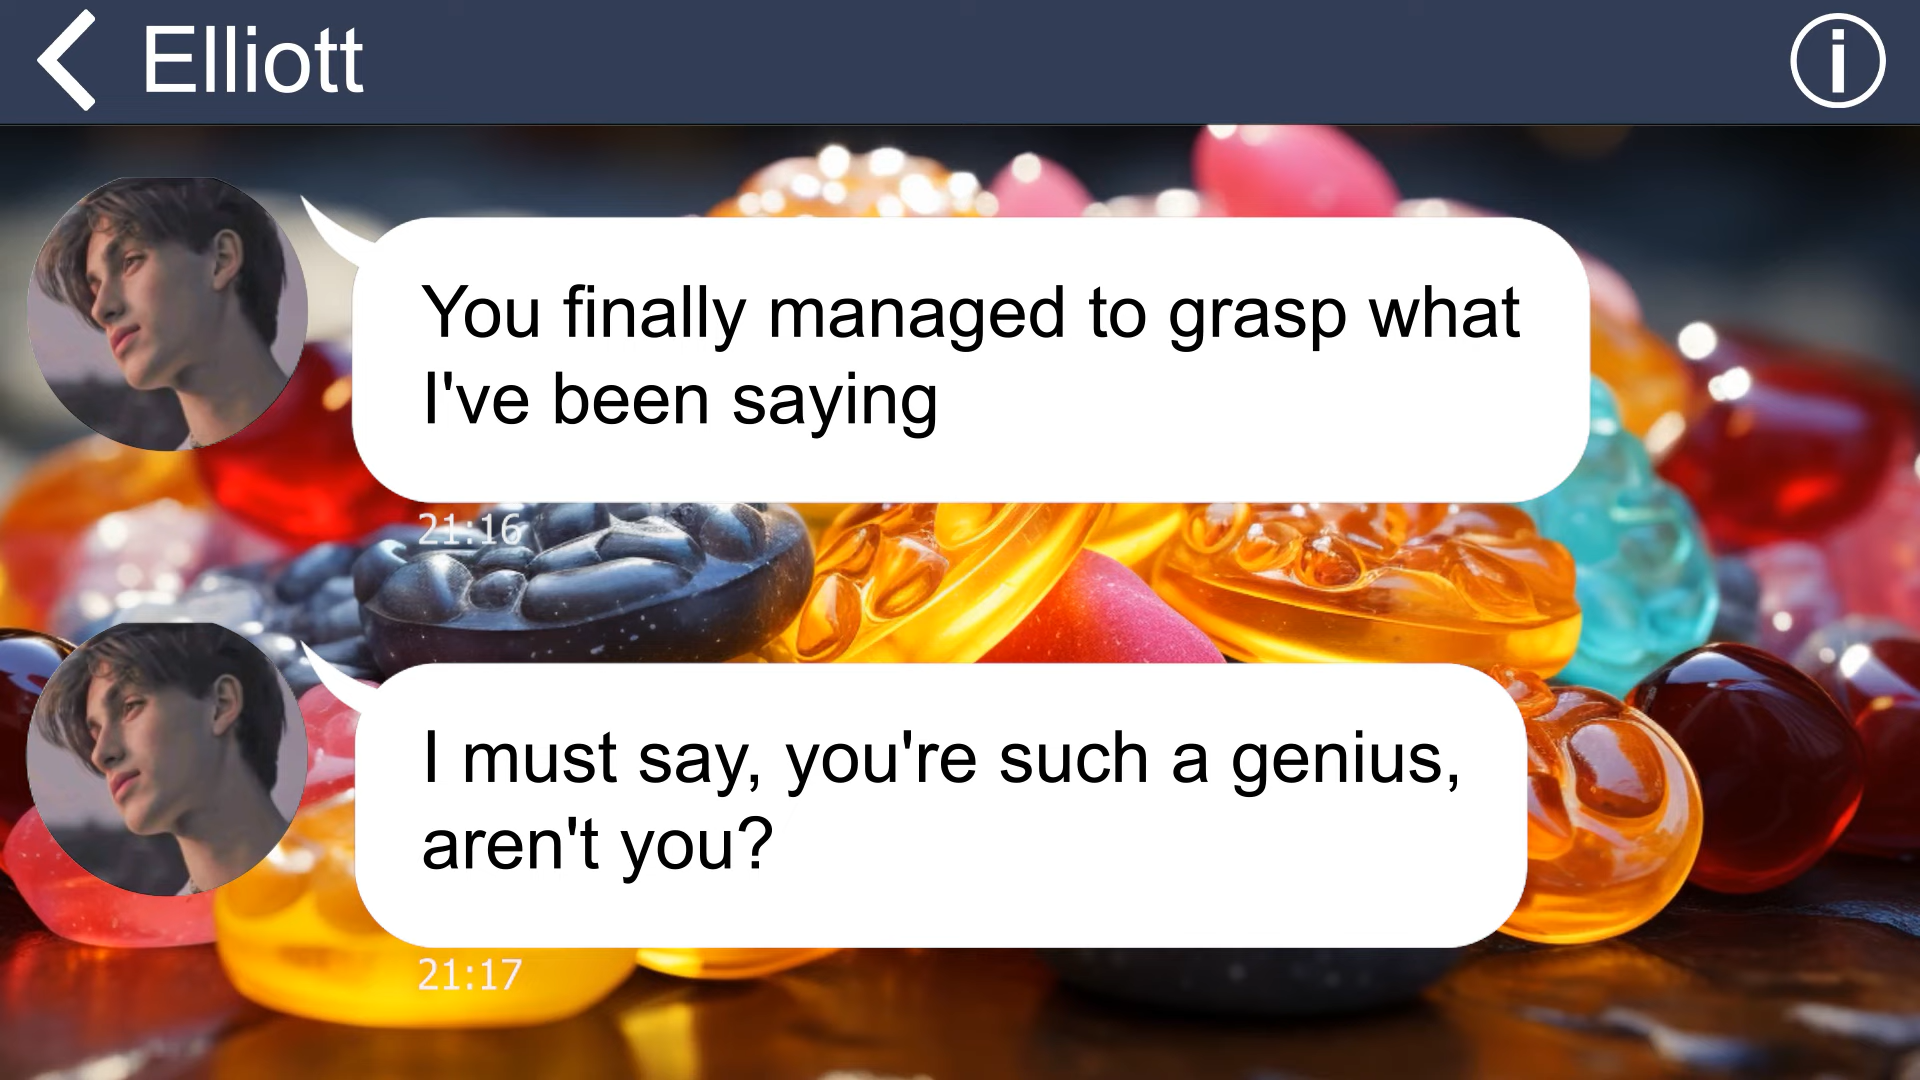 Elliott
You finally managed to grasp what
I've been saying
21:16
I must say, you're such a genius,
aren't you?
21:17